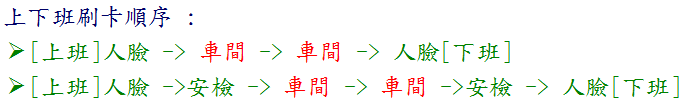 上下班刷卡順序 :
➢[上班]人臉 -> 車間 -> 車間 -> 人臉[下班]
➢[上班]人臉 ->安檢 -> 車間 -> 車間 ->安檢 -> 人臉[下班]